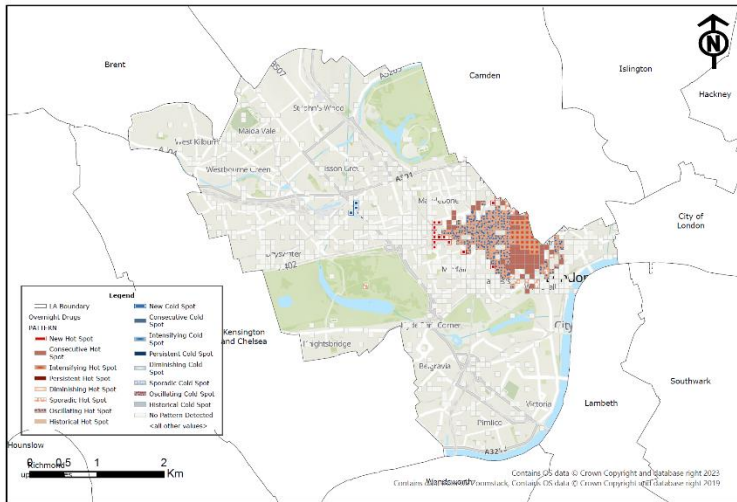 N
Brent
Camden
Islington
Hackney
A5205
B507
St John's Wood
Maida Vale
West Kilburn
Westbourne Green
Lisson Gre
A501
City of
London
Bayswater
Mayfair
Kensington
and Chelsea
Knightsbridge
City
Belgravia
Victoria
Pimlico
Southwark
Lambeth
Hounslow
Richmond
Wandsworth
A3212
Legend
LA Boundary
Overnight Drugs
PATTERN
New Hot Spot
Consecutive Hot
Spot
Intensifying Hot
Spot
Persistent Hot Spot
Diminishing Hot Spot
Sporadic Hot Spot
Oscillating Hot Spot
Historical Hot Spot
New Cold Spot
Consecutive Cold
Spot
Intensifying Cold
Spot
Persistent Cold Spot
Diminishing Cold
Spot
Sporadic Cold Spot
Oscillating Cold Spot
Historical Cold Spot
No Pattern Detected
<all other values>
0 0.5 1 2
Km
Contains OS data © Crown Copyright and database right 2023
Contains data Crown Copyright and database right 2019